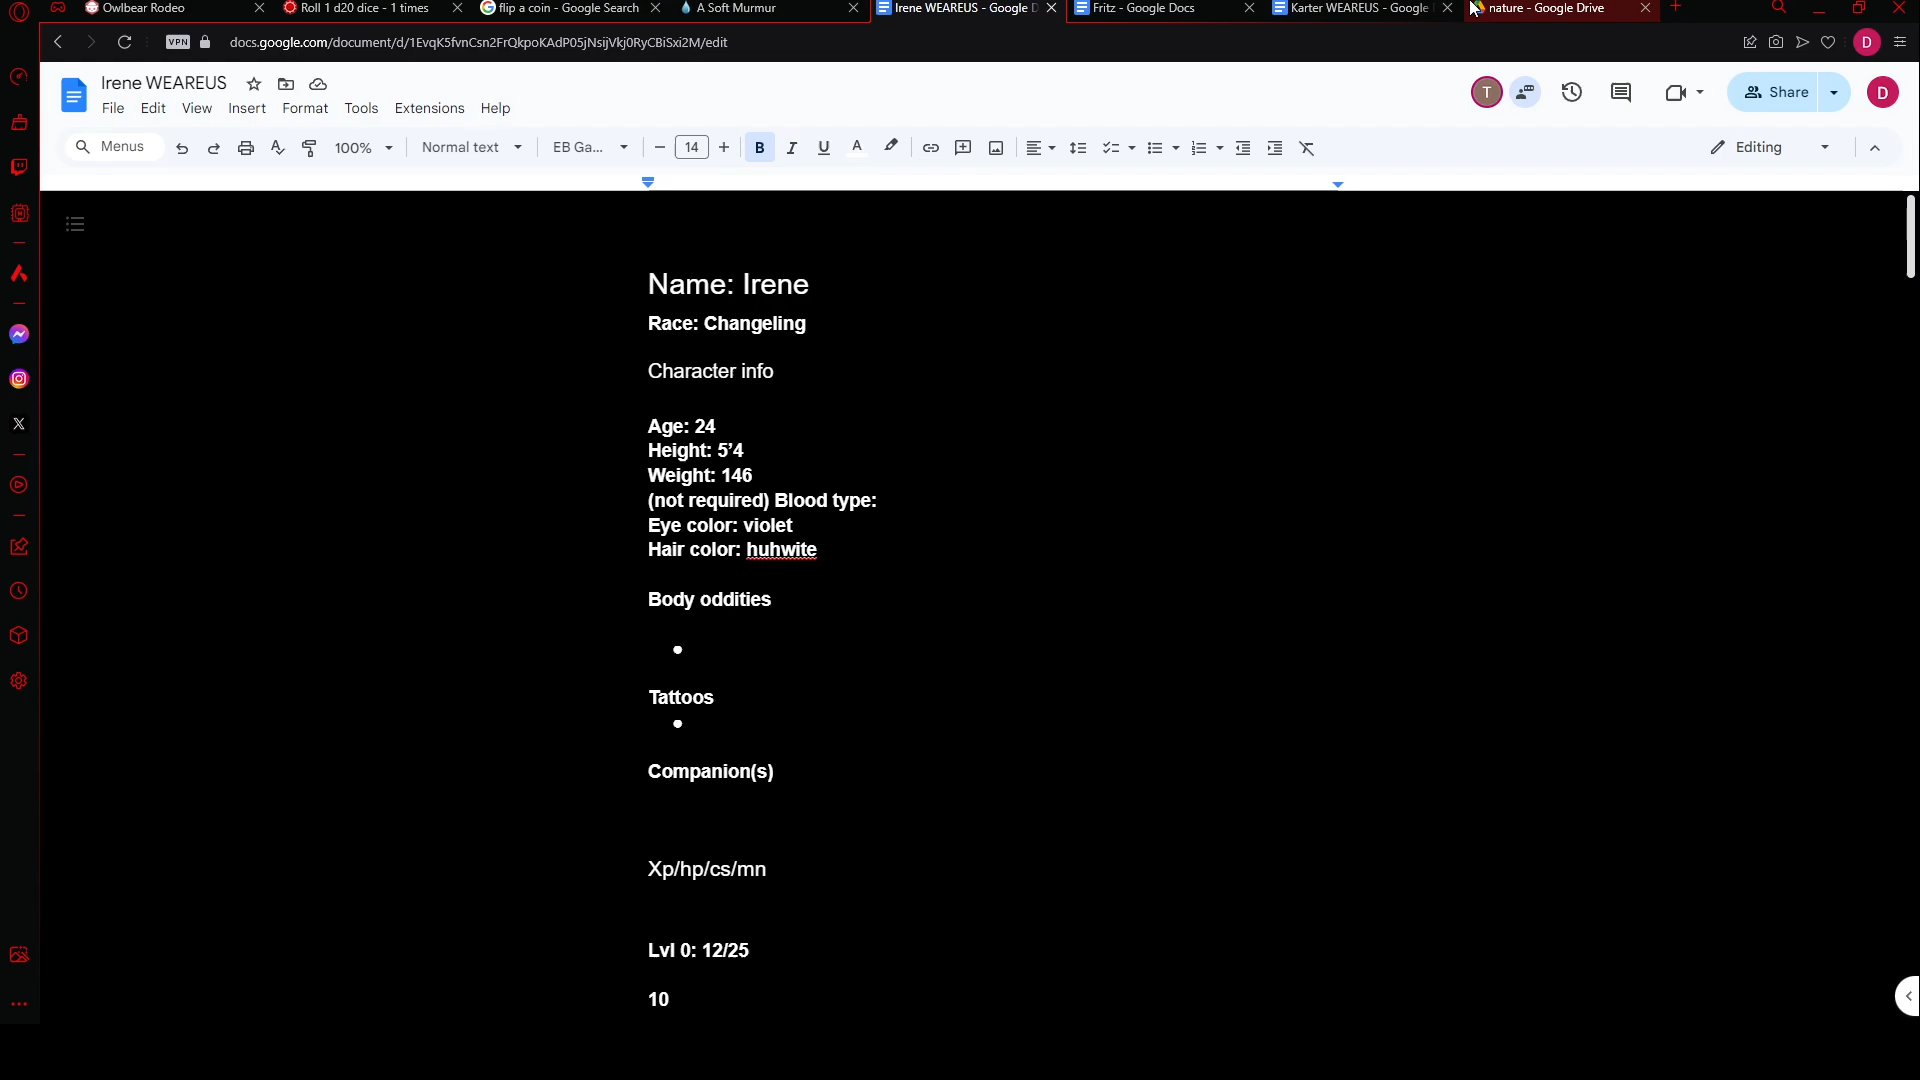 Owlbear Rodeo
Roll 1 d20 dice - 1 times
flip a coin - Google Search
A Soft Murmur
Irene WEAREUS - Google D
Fritz - Google Docs
Karter WEAREUS - Google
nature - Google Drive
VPN
docs.google.com/document/d/1EvqK5fvnCsn2FrQkpoKAdP05jNsijVkj0RyCBiSxi2M/edit
D
Irene WEAREUS
T
Share
D
File Edit View Insert Format Tools Extensions Help
Menus
100%
Normal text
EB Ga...
14
B
I
U
A
Editing
Name: Irene
Race: Changeling
Character info
Age: 24
Height: 5’4
Weight: 146
(not required) Blood type:
Eye color: violet
Hair color: huhwite
Body oddities
Tattoos
Companion(s)
Xp/hp/cs/mn
Lvl 0: 12/25
10